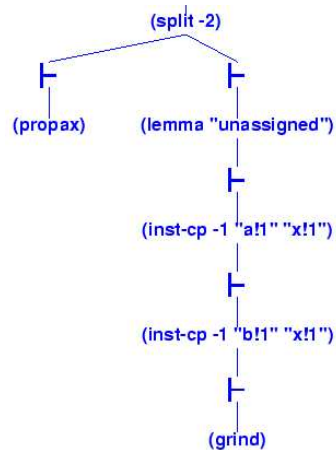 (split -2)
(propax)
(lemma "unassigned")
(inst-cp -1 "a!1" "x!1")
(inst-cp -1 "b!1" "x!1")
(grind)